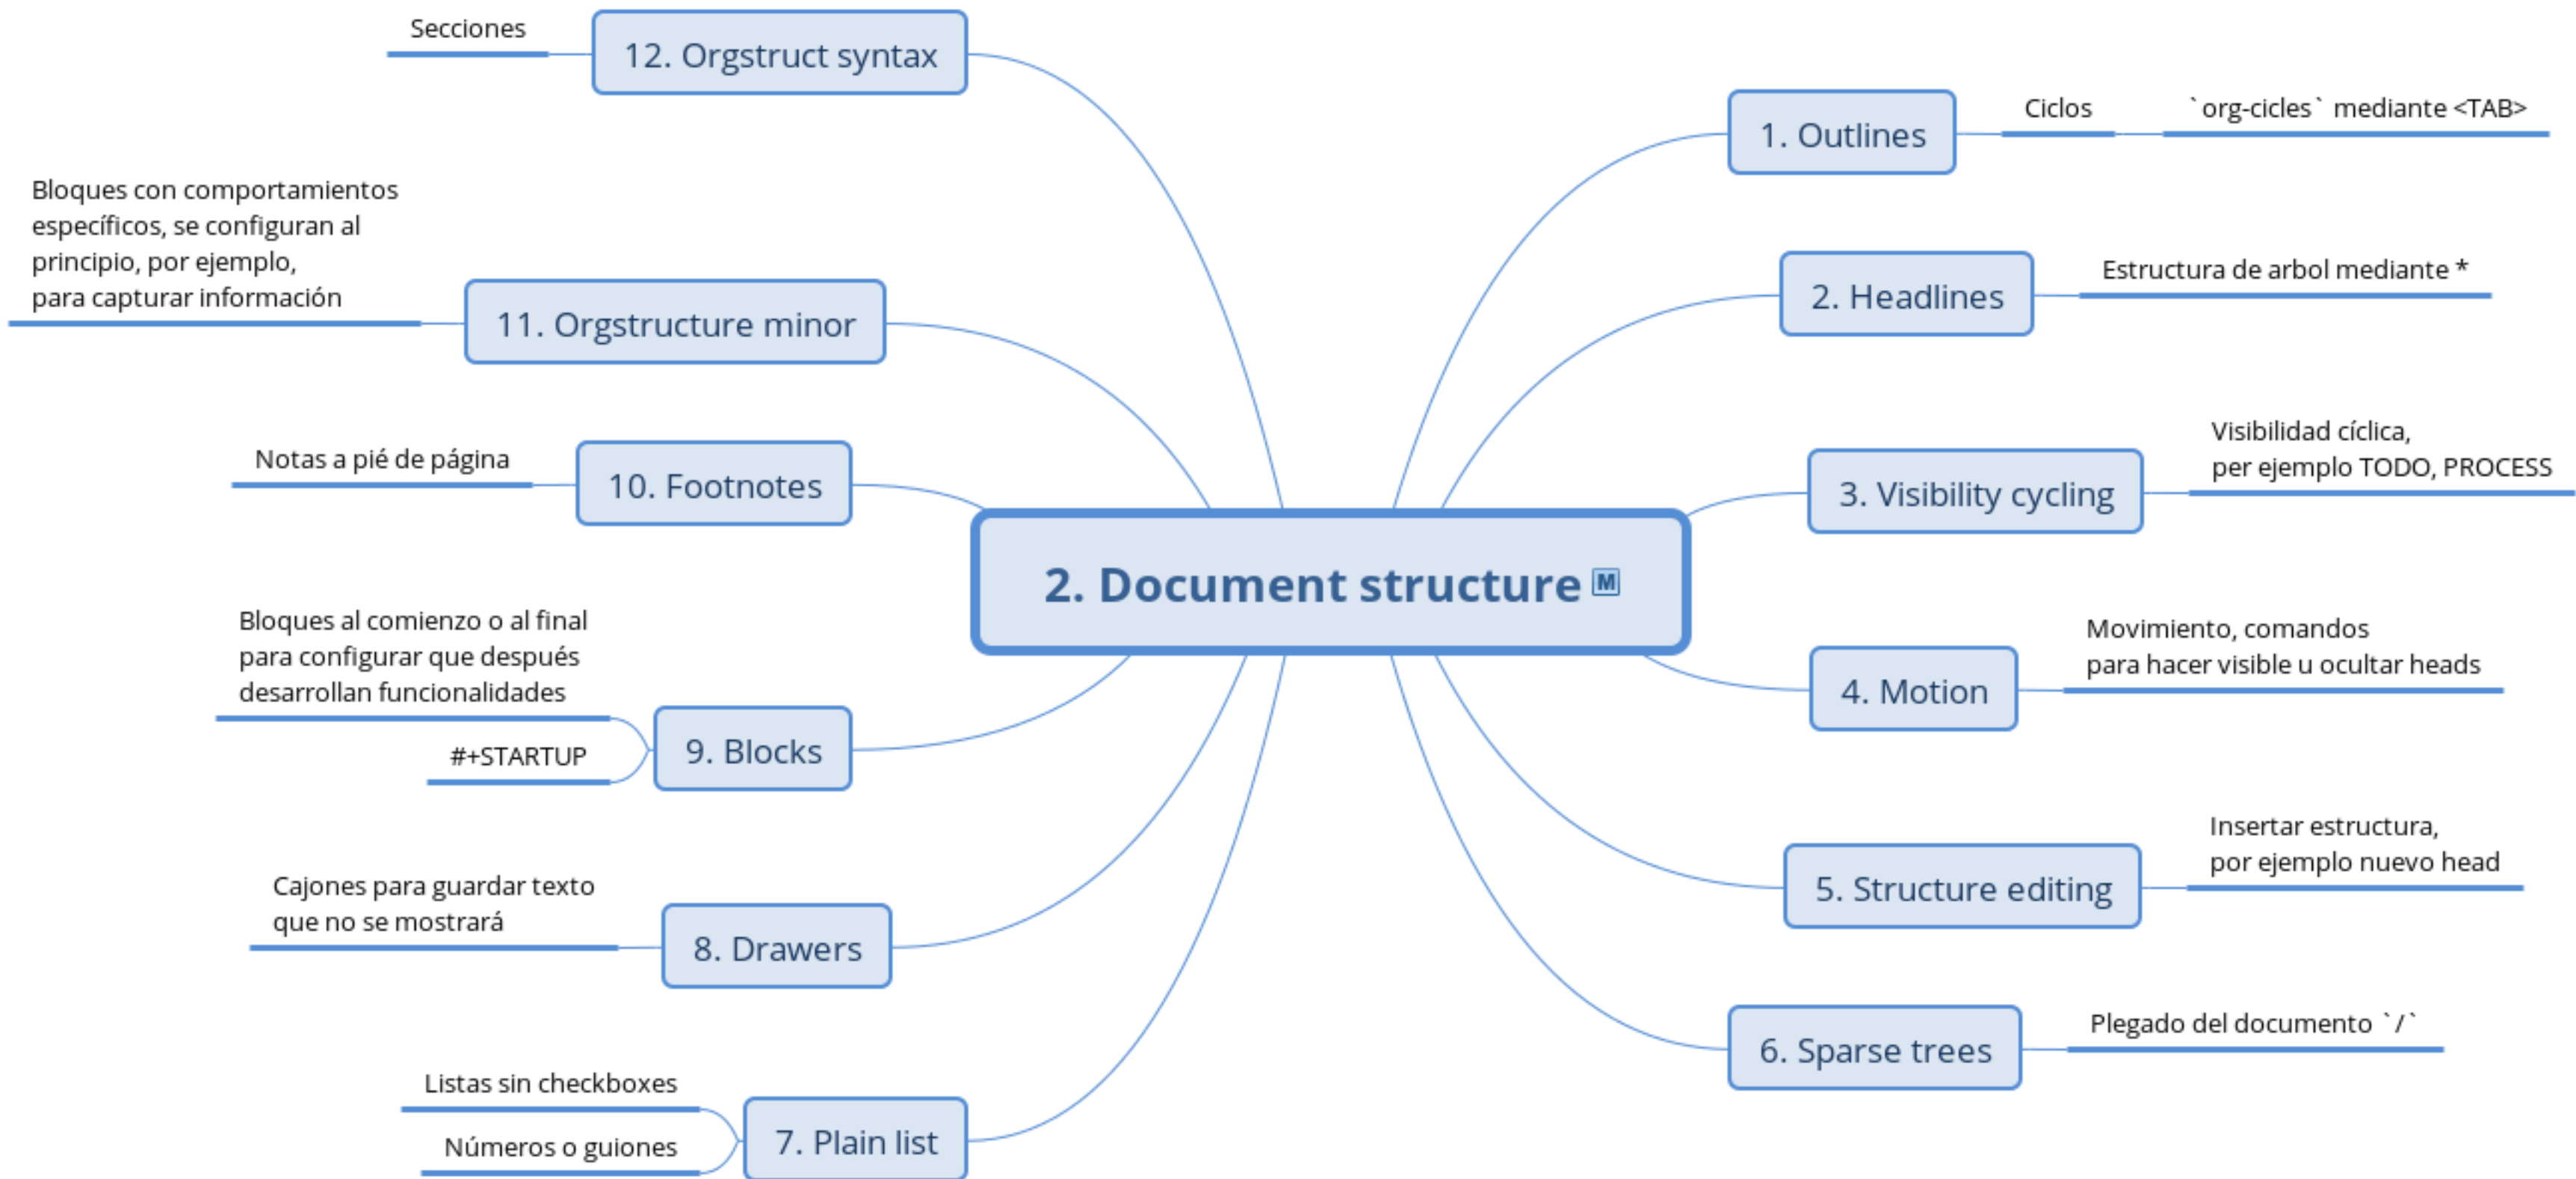 2. Document structure
M
1. Outlines
Ciclos
`org-cicles` mediante <TAB>
2. Headlines
Estructura de arbol mediante *
3. Visibility cycling
Visibilidad cíclica,
per ejemplo TODO, PROCESS
4. Motion
Movimiento, comandos
para hacer visible u ocultar heads
5. Structure editing
Insertar estructura,
por ejemplo nuevo head
6. Sparse trees
Plegado del documento `/`
7. Plain list
Listas sin checkboxes
Números o guiones
8. Drawers
Cajones para guardar texto
que no se mostrará
9. Blocks
Bloques al comienzo o al final
para configurar que después
desarrollan funcionalidades
#+STARTUP
10. Footnotes
Notas a pié de página
11. Orgstructure minor
Bloques con comportamientos
específicos, se configuran al
principio, por ejemplo,
para capturar información
12. Orgstruct syntax
Secciones